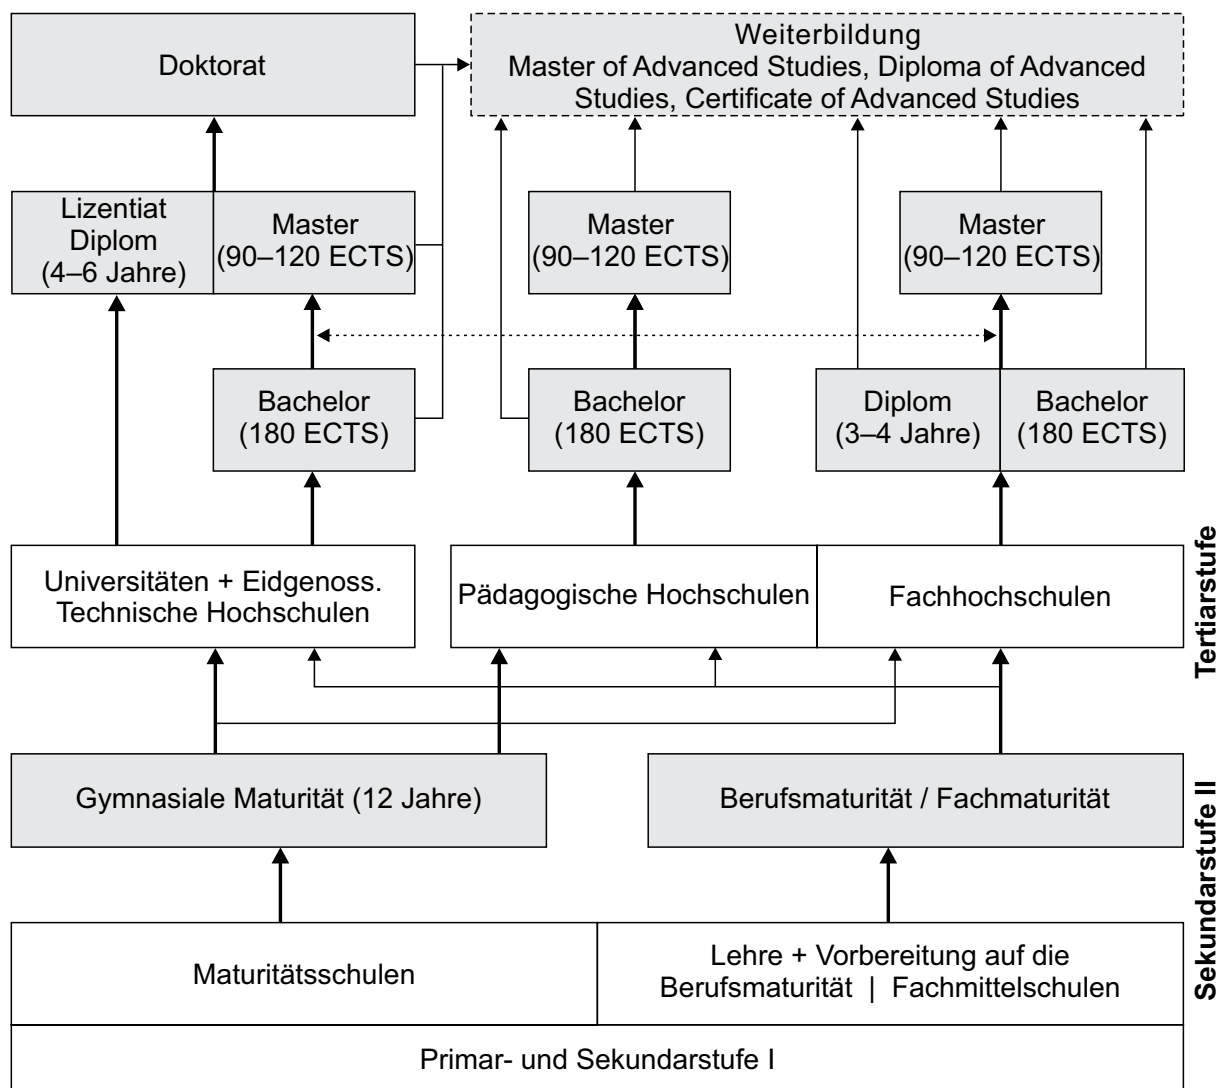 Doktorat
Weiterbildung
Master of Advanced Studies, Diploma of Advanced
Studies, Certificate of Advanced Studies
Lizentiat
Diplom
(4–6 Jahre)
Master
(90–120 ECTS)
Master
(90–120 ECTS)
Master
(90–120 ECTS)
Bachelor
(180 ECTS)
Bachelor
(180 ECTS)
Diplom
(3–4 Jahre)
Bachelor
(180 ECTS)
Universitäten + Eidgenoss.
Technische Hochschulen
Pädagogische Hochschulen
Fachhochschulen
Tertiarstufe
Gymnasiale Maturität (12 Jahre)
Berufsmaturität / Fachmaturität
Maturitätsschulen
Lehre + Vorbereitung auf die
Berufsmaturität | Fachmittelschulen
Sekundarstufe II
Primar- und Sekundarstufe I